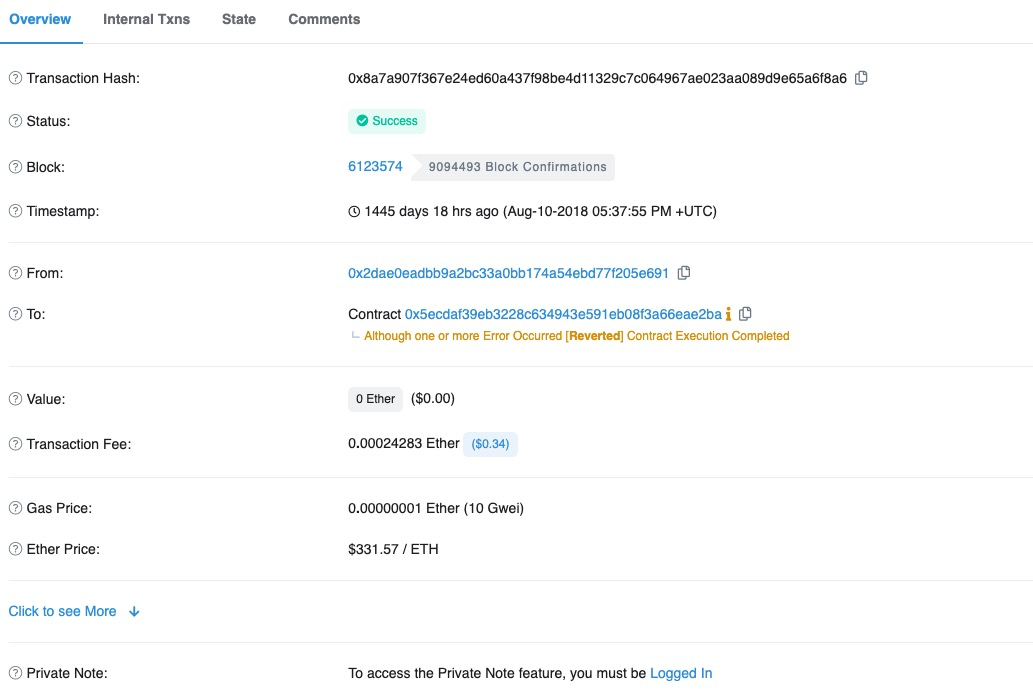 Overview Internal Txns State Comments
Transaction Hash: 0x8a7a907f367e24ed60a437f98be4d11329c7c064967ae023aa089d9e65a6f8a6
Status: Success
Block: 6123574 9094493 Block Confirmations
Timestamp: 1445 days 18 hrs ago (Aug-10-2018 05:37:55 PM +UTC)
From: 0x2dae0eadbb9a2bc33a0bb174a54ebd77f205e691
To: Contract 0x5ecdaf39eb3228c634943e591eb08f3a66eae2ba
Although one or more Error Occurred [Reverted] Contract Execution Completed
Value: 0 Ether ($0.00)
Transaction Fee: 0.00024283 Ether ($0.34)
Gas Price: 0.00000001 Ether (10 Gwei)
Ether Price: $331.57 / ETH
Click to see More
Private Note: To access the Private Note feature, you must be Logged In